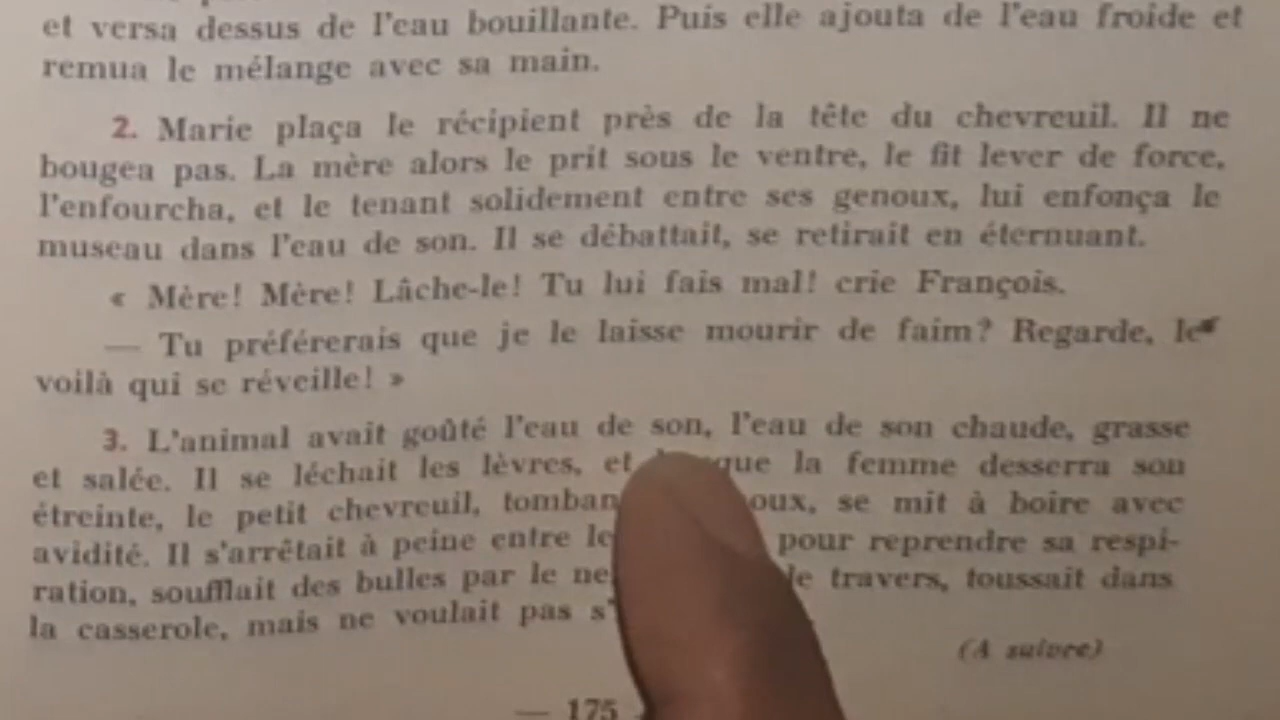 et versa dessus de l'eau bouillante. Puis elle ajouta de l'eau froide et
remua le mélange avec sa main.
2. Marie plaça le récipient près de la tête du chevreuil. Il ne
bougea pas. La mère alors le prit sous le ventre, le fit lever de force,
l'enfourcha, et le tenant solidement entre ses genoux, lui enfonça le
museau dans l'eau de son. Il se débattait, se retirait en éternuant.
« Mère! Mère! Lâche-le! Tu lui fais mal! crie François.
— Tu préférerais que je le laisse mourir de faim? Regarde, le
voilà qui se réveille! »
3. L'animal avait goûté l'eau de son, l'eau de son chaude, grasse
et salée. Il se léchait les lèvres, et que la femme desserra son
étreinte, le petit chevreuil, se mit à boire avec
avidité. Il s'arrêtait à peine entre pour reprendre sa respi-
ration, soufflait des bulles par le travers, toussait dans
la casserole, mais ne voulait pas
(A suivre)
— 175